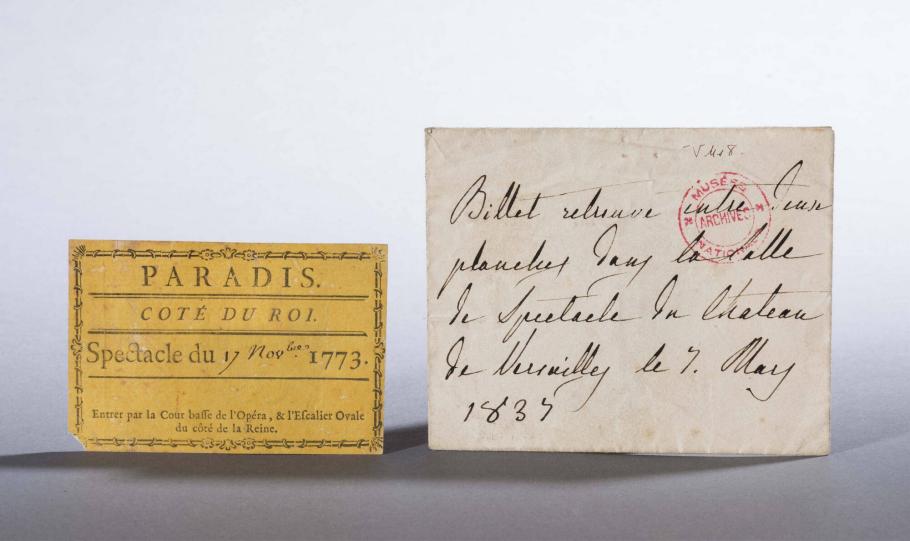 PARADIS.
COTÉ DU ROI.
Spectacle du 17 Novbre 1773.
Entrer par la Cour basse de l'Opéra, & l'Escalier Ovale
du côté de la Reine.
V 418
Billet retrouvé entre deux
planches dans la Salle
de Spectacle du Château
de Versailles le 7. Mars
1837
MUSÉES
ARCHIVES
NATIONAUX